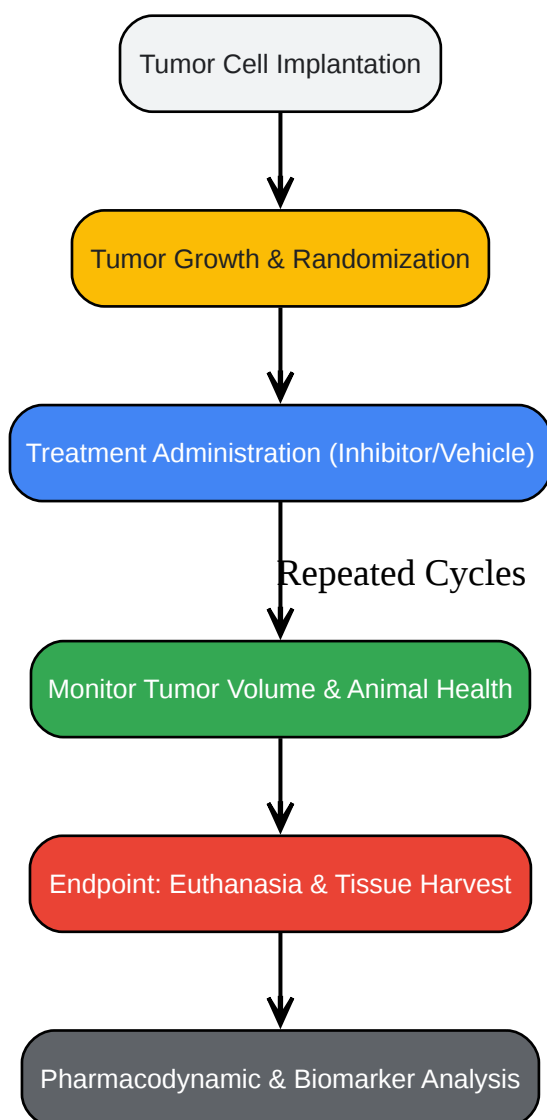 Tumor Cell Implantation
Tumor Growth & Randomization
Treatment Administration (Inhibitor/Vehicle)
Repeated Cycles
Monitor Tumor Volume & Animal Health
Endpoint: Euthanasia & Tissue Harvest
Pharmacodynamic & Biomarker Analysis